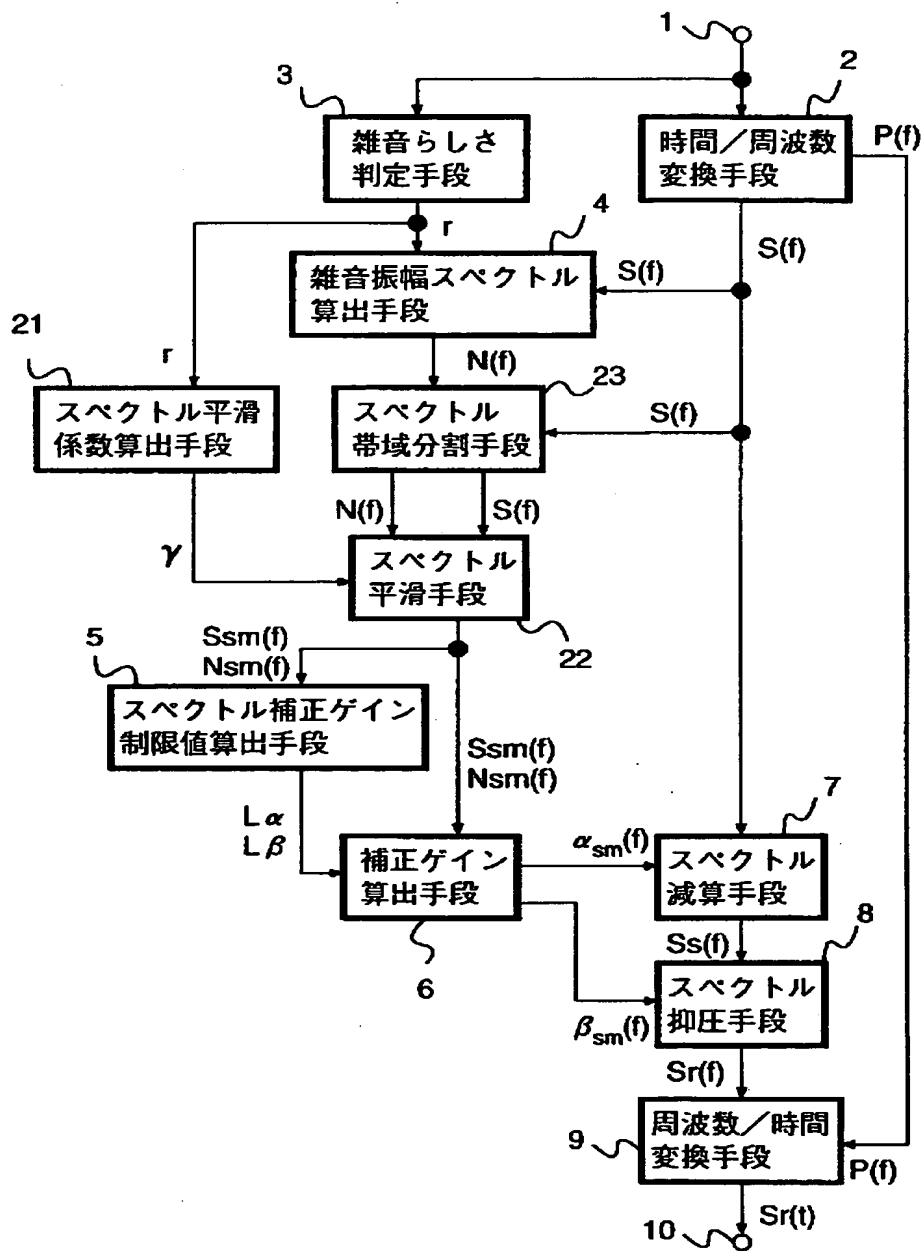 1
3
2
雑音らしさ
判定手段
時間/周波数
変換手段
P(f)
r
4
S(f)
S(f)
雑音振幅スペクトル
算出手段
21
r
N(f)
23
スペクトル平滑
係数算出手段
スペクトル
帯域分割手段
S(f)
N(f)
S(f)
γ
スペクトル
平滑手段
22
5
Ssm(f)
Nsm(f)
スペクトル補正ゲイン
制限値算出手段
Ssm(f)
Nsm(f)
Lα
Lβ
7
補正ゲイン
算出手段
αsm(f)
スペクトル
減算手段
6
Ss(f)
8
スペクトル
抑圧手段
βsm(f)
Sr(f)
周波数/時間
変換手段
9
P(f)
Sr(t)
10